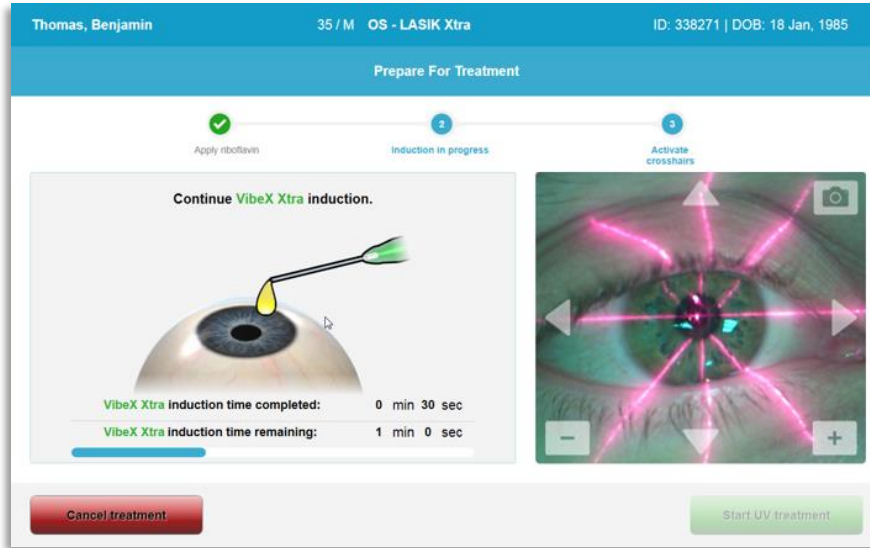 Thomas, Benjamin 35 / M OS - LASIK Xtra ID: 338271 | DOB: 18 Jan, 1985
Prepare For Treatment
2 3
Apply riboflavin Induction in progress Activate
crosshairs
Continue VibeX Xtra induction.
VibeX Xtra induction time completed: 0 min 30 sec
VibeX Xtra induction time remaining: 1 min 0 sec
Cancel treatment Start UV treatment